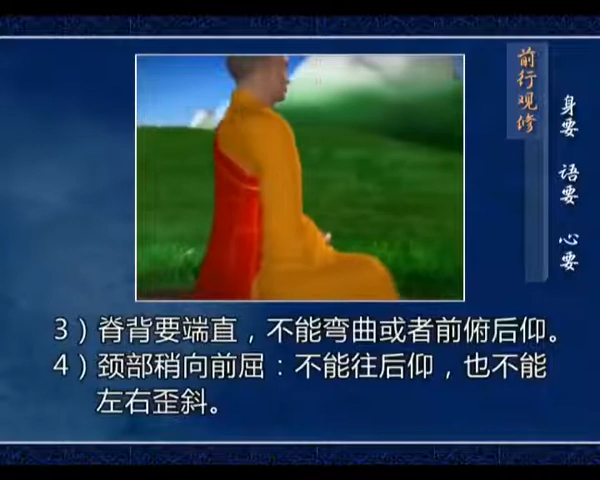 前行观修
身要 语要 心要
3）脊背要端直，不能弯曲或者前俯后仰。
4）颈部稍向前屈：不能往后仰，也不能
左右歪斜。